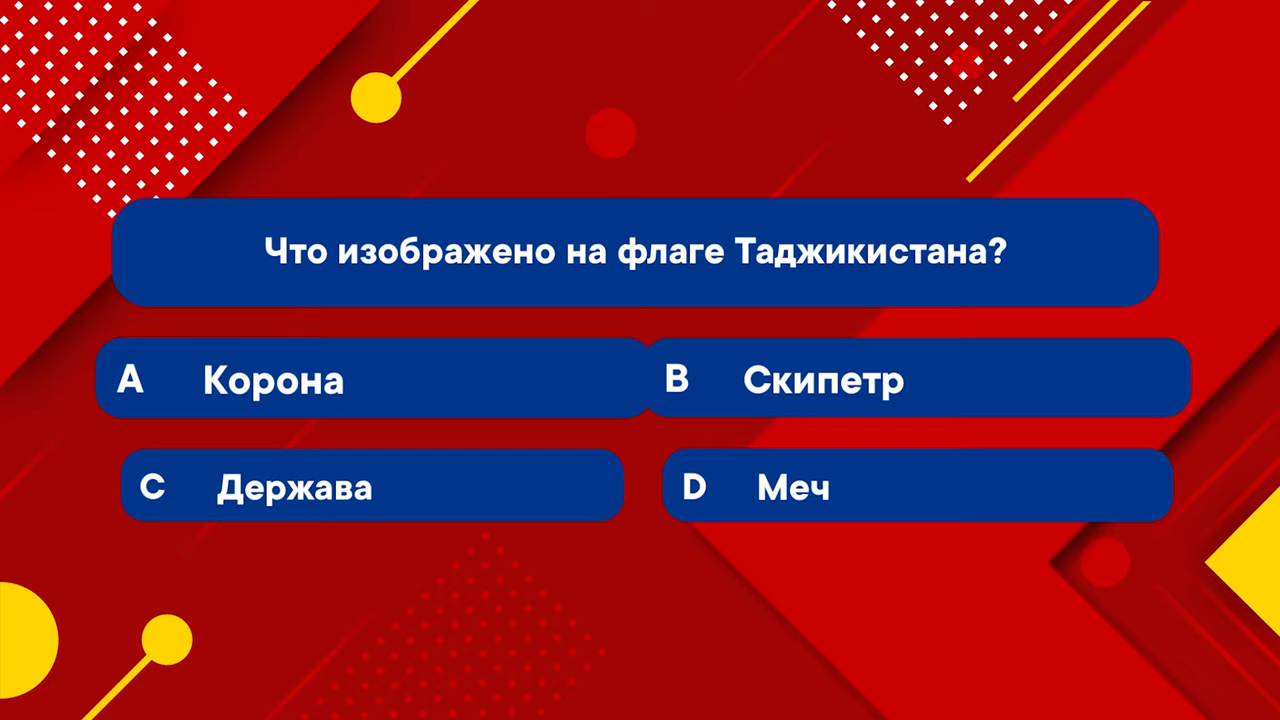 Что изображено на флаге Таджикистана?
A Корона
B Скипетр
C Держава
D Меч